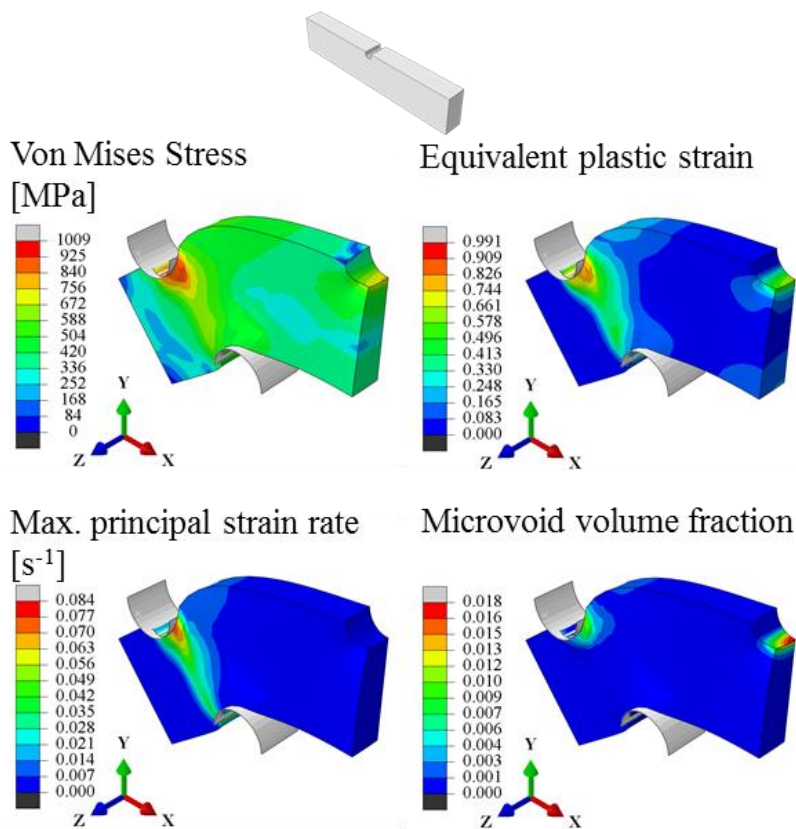 Von Mises Stress
[MPa]
1009
925
840
756
672
588
504
420
336
252
168
84
0
Y
Z
X
Equivalent plastic strain
0.991
0.909
0.826
0.744
0.661
0.578
0.496
0.413
0.330
0.248
0.165
0.083
0.000
Y
Z
X
Max. principal strain rate
[s-1]
0.084
0.077
0.070
0.063
0.056
0.049
0.042
0.035
0.028
0.021
0.014
0.007
0.000
Y
Z
X
Microvoid volume fraction
0.018
0.016
0.015
0.013
0.012
0.010
0.009
0.007
0.006
0.004
0.003
0.001
0.000
Y
Z
X